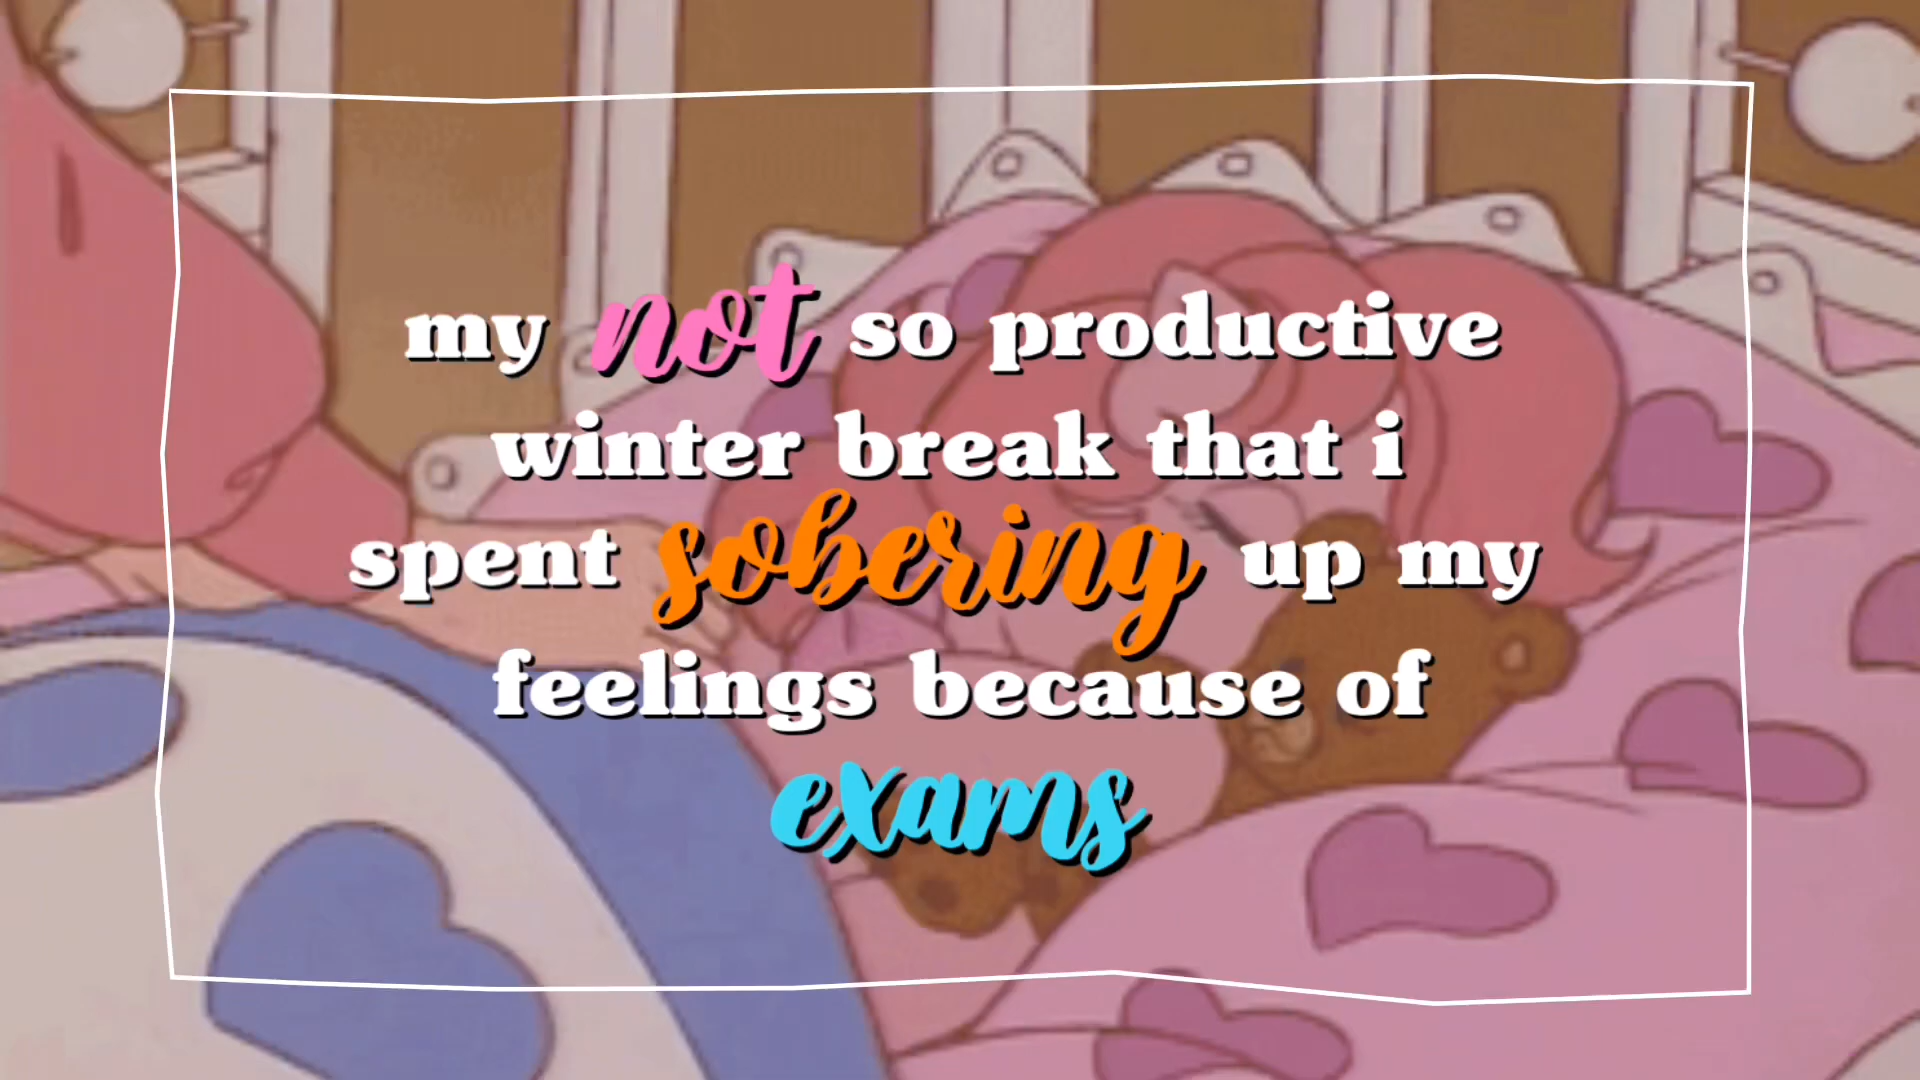 my not so productive
winter break that i
spent sobering up my
feelings because of
exams